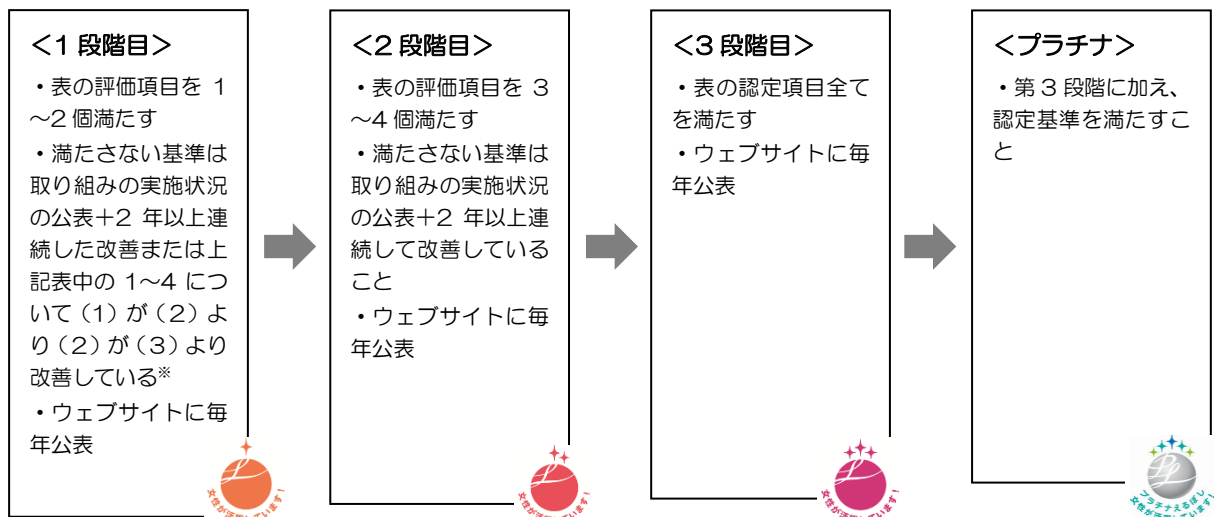 ＜1 段階目＞
・表の評価項目を 1
～2 個満たす
・満たさない基準は
取り組みの実施状況
の公表＋2 年以上連
続した改善または上
記表中の 1～4 につ
いて（1）が（2）よ
り（2）が（3）より
改善している※
・ウェブサイトに毎
年公表
＜2 段階目＞
・表の評価項目を 3
～4 個満たす
・満たさない基準は
取り組みの実施状況
の公表＋2 年以上連
続して改善している
こと
・ウェブサイトに毎
年公表
＜3 段階目＞
・表の認定項目全て
を満たす
・ウェブサイトに毎
年公表
＜プラチナ＞
・第 3 段階に加え、
認定基準を満たすこ
と
プラチナえるぼし